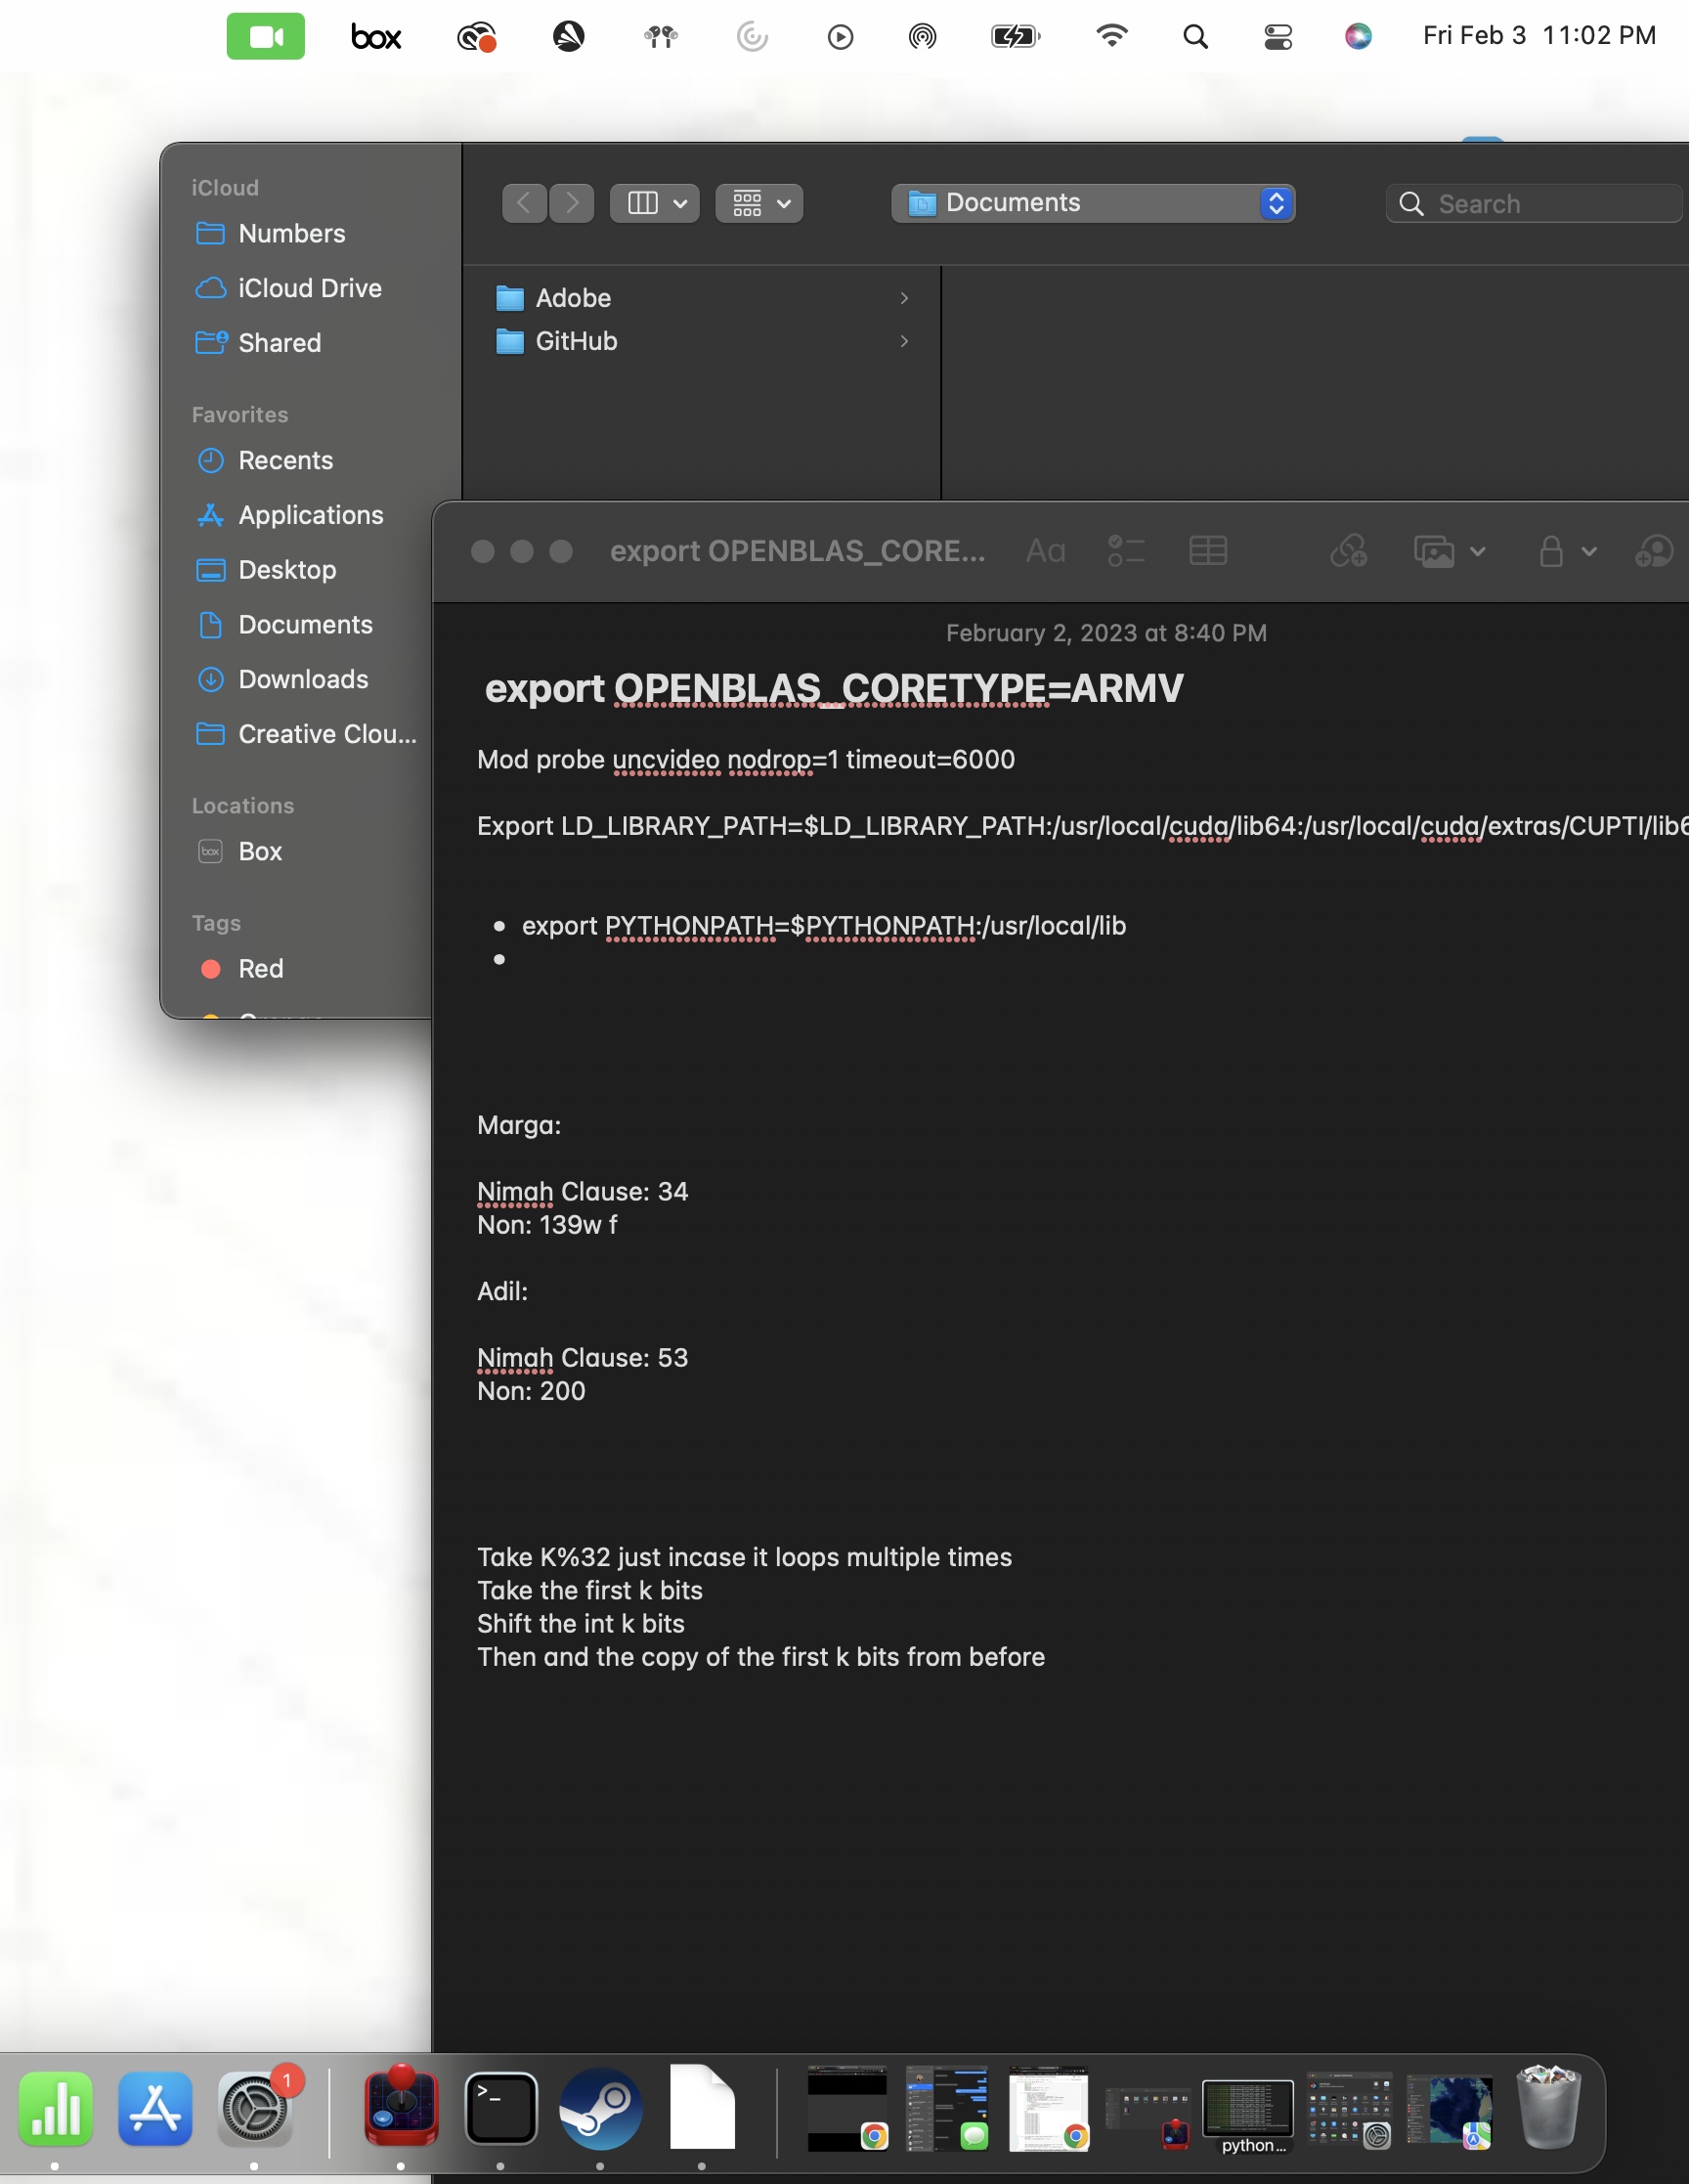 box
Fri Feb 3 11:02 PM
iCloud
Numbers
iCloud Drive
Shared
Favorites
Recents
Applications
Desktop
Documents
Downloads
Creative Clou...
Locations
box
Box
Tags
Red
Documents
Search
Adobe
GitHub
export OPENBLAS_CORE...
Aa
February 2, 2023 at 8:40 PM
export OPENBLAS_CORETYPE=ARMV
Mod probe uncvideo nodrop=1 timeout=6000
Export LD_LIBRARY_PATH=$LD_LIBRARY_PATH:/usr/local/cuda/lib64:/usr/local/cuda/extras/CUPTI/lib6
• export PYTHONPATH=$PYTHONPATH:/usr/local/lib
•
Marga:
Nimah Clause: 34
Non: 139w f
Adil:
Nimah Clause: 53
Non: 200
Take K%32 just incase it loops multiple times
Take the first k bits
Shift the int k bits
Then and the copy of the first k bits from before
1
>_
python...